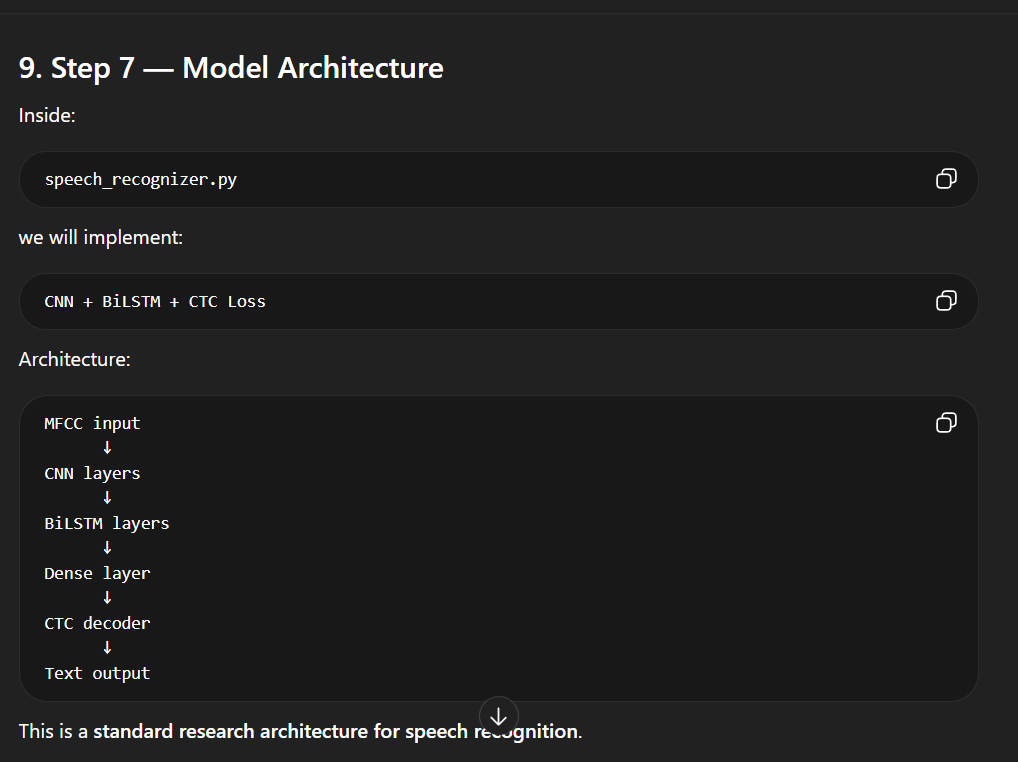 9. Step 7 — Model Architecture
Inside:
speech_recognizer.py
we will implement:
CNN + BiLSTM + CTC Loss
Architecture:
MFCC input
↓
CNN layers
↓
BiLSTM layers
↓
Dense layer
↓
CTC decoder
↓
Text output
This is a standard research architecture for speech recognition.